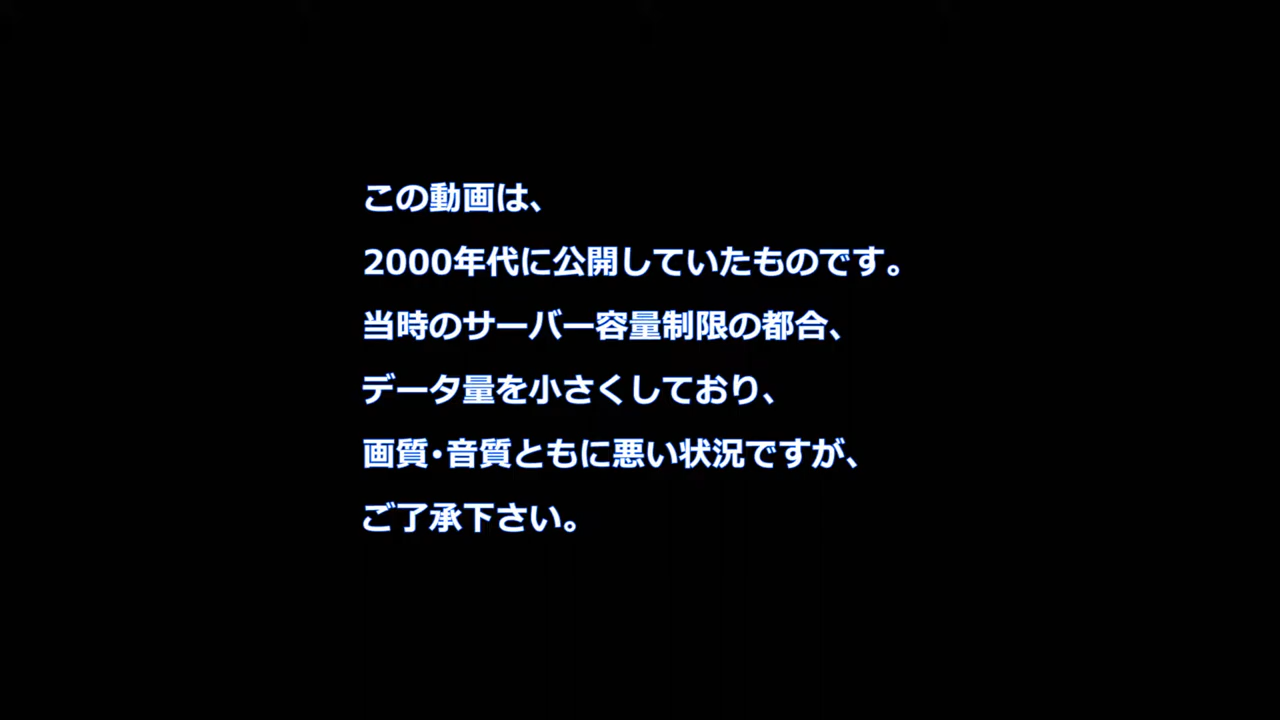 この動画は、
2000年代に公開していたものです。
当時のサーバー容量制限の都合、
データ量を小さくしており、
画質・音質ともに悪い状況ですが、
ご了承下さい。